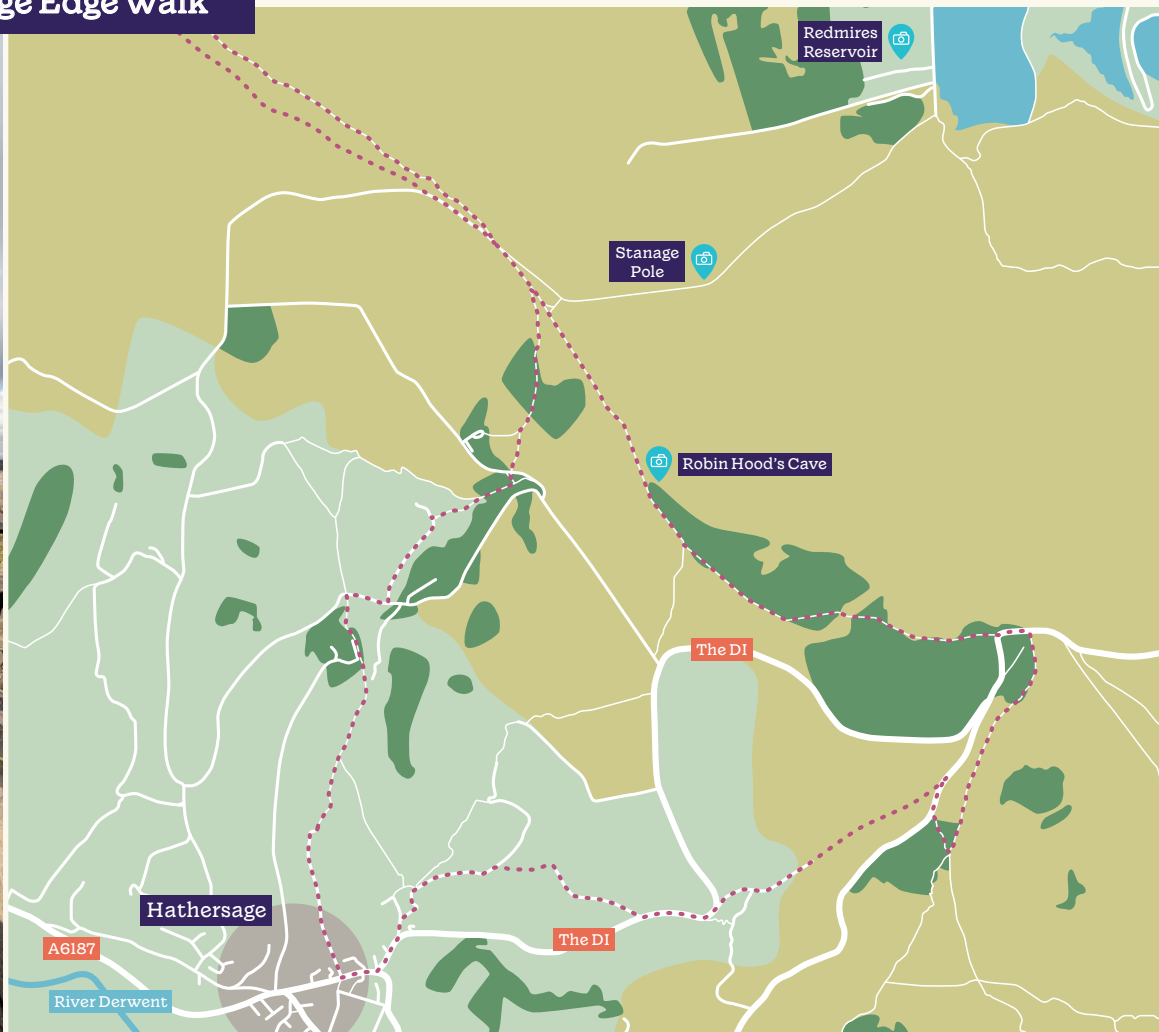 ge Edge Walk
Redmires
Reservoir
Stanage
Pole
Robin Hood's Cave
The DI
Hathersage
The DI
A6187
River Derwent